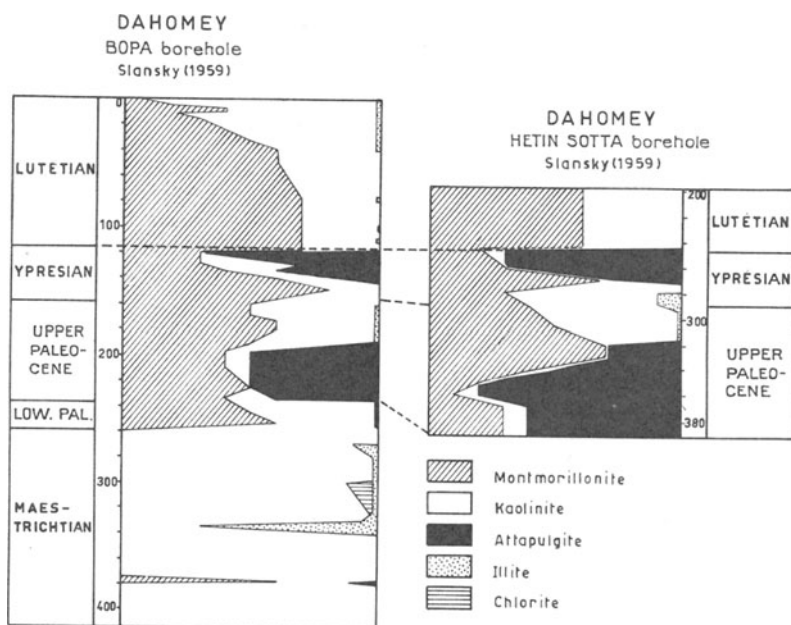 DAHOMEY
BOPA borehole
Slansky (1959)
LUTETIAN
YPRESIAN
UPPER
PALEO-
CENE
LOW. PAL.
MAES-
TRICHTIAN
0
100
200
300
400
DAHOMEY
HETIN SOTTA borehole
Slansky (1959)
200
300
380
LUTETIAN
YPRESIAN
UPPER
PALEO-
CENE
Montmorillonite
Kaolinite
Attapulgite
Illite
Chlorite